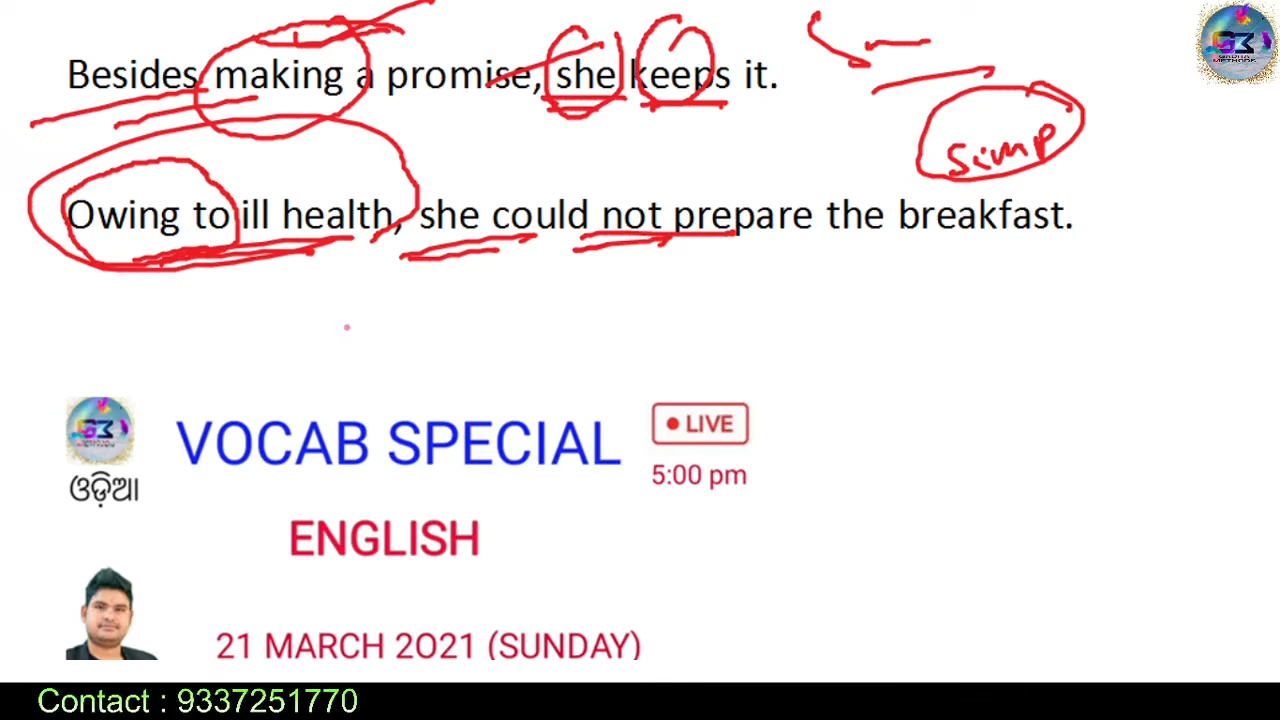 Besides making a promise, she keeps it.
simp
Owing to ill health, she could not prepare the breakfast.
VOCAB SPECIAL
LIVE
5:00 pm
ଓଡ଼ିଆ
ENGLISH
21 MARCH 2021 (SUNDAY)
Contact : 9337251770